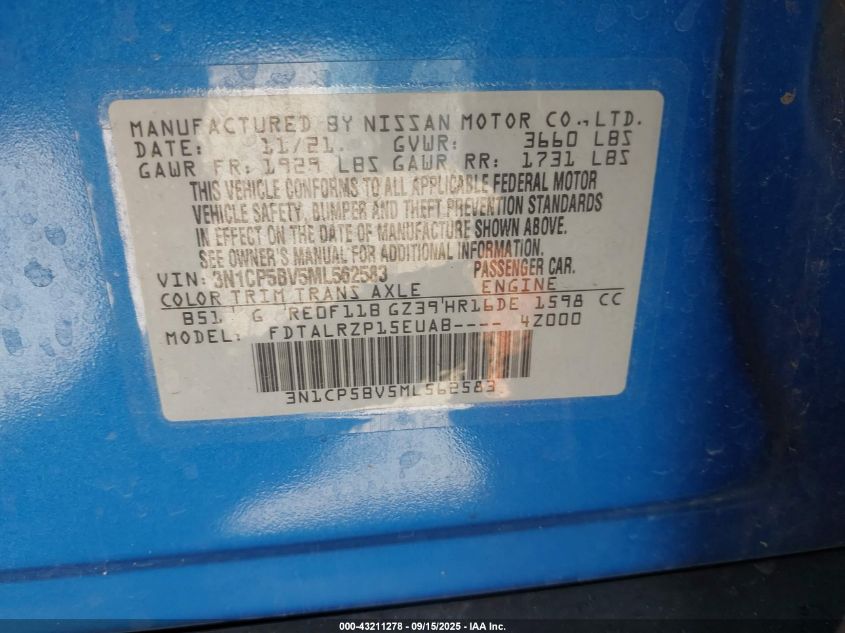 MANUFACTURED BY NISSAN MOTOR CO.,LTD.
DATE: 11/21. GVWR: 3660 LBS
GAWR FR: 1929 LBS GAWR RR: 1731 LBS
THIS VEHICLE CONFORMS TO ALL APPLICABLE FEDERAL MOTOR
VEHICLE SAFETY, BUMPER AND THEFT PREVENTION STANDARDS
IN EFFECT ON THE DATE OF MANUFACTURE SHOWN ABOVE.
SEE OWNER'S MANUAL FOR ADDITIONAL INFORMATION.
VIN: 3N1CP5BV5ML562583 PASSENGER CAR.
COLOR TRIM TRANS AXLE ENGINE
B51 G RE0F11B GZ39 HR16DE 1598 CC
MODEL: FDTALRZP15EUAB---- 4Z000
3N1CP5BV5ML562583
000-43211278 - 09/15/2025 - IAA Inc.